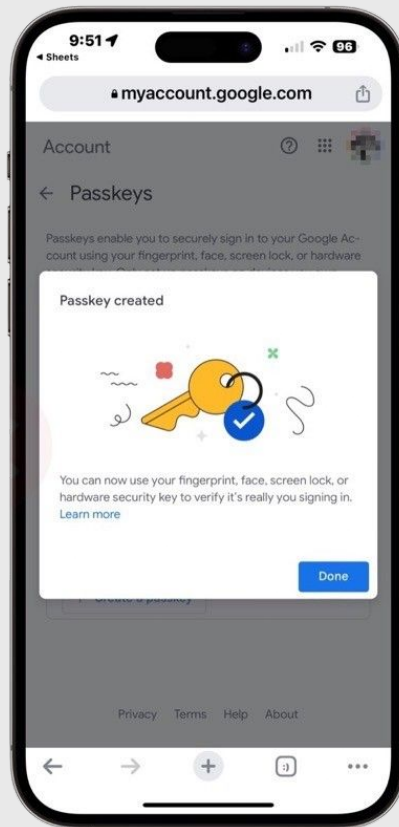 9:51
96
Sheets
myaccount.google.com
Account
Passkeys
Passkeys enable you to securely sign in to your Google Ac-
count using your fingerprint, face, screen lock, or hardware
Passkey created
You can now use your fingerprint, face, screen lock, or
hardware security key to verify it's really you signing in.
Learn more
Done
Create a passkey
Privacy Terms Help About
:)